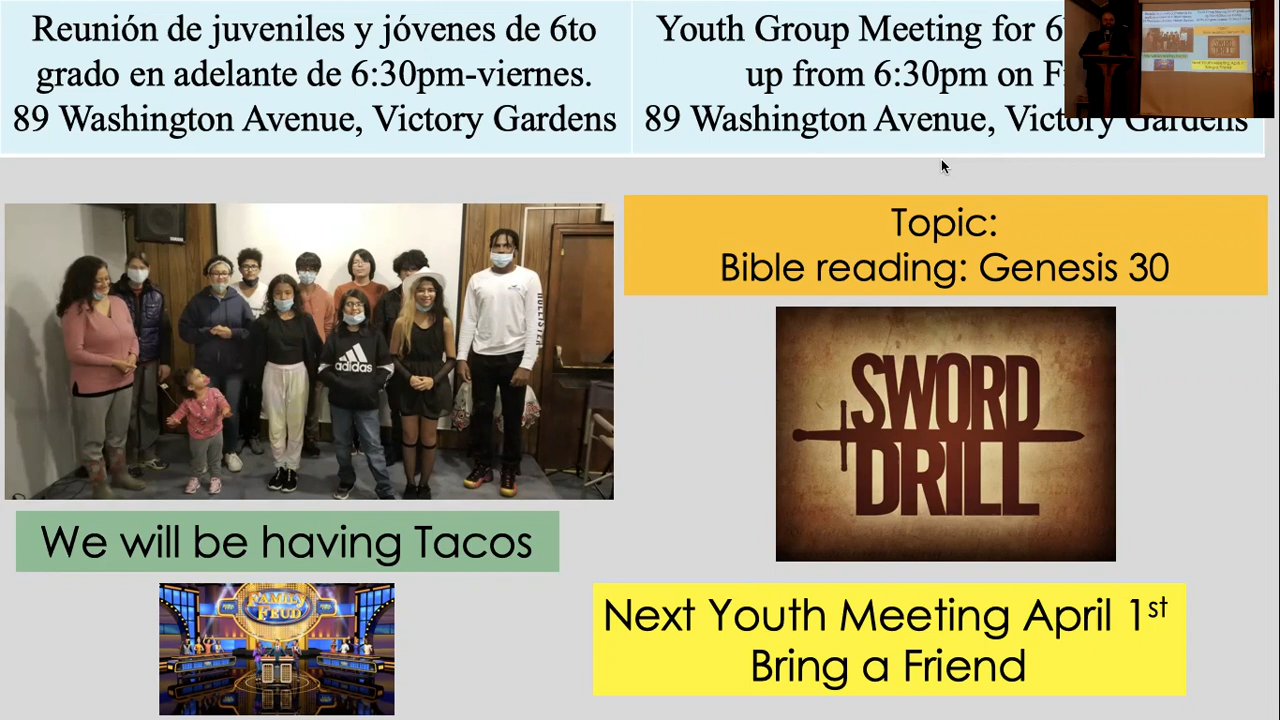 Reunión de juveniles y jóvenes de 6to
grado en adelante de 6:30pm-viernes.
89 Washington Avenue, Victory Gardens
Youth Group Meeting for 6
up from 6:30pm on
89 Washington Avenue, Victory Gardens
Topic:
Bible reading: Genesis 30
adidas
HOLLISTER
SWORD
DRILL
We will be having Tacos
FAMILY
FEUD
Next Youth Meeting April 1st
Bring a Friend